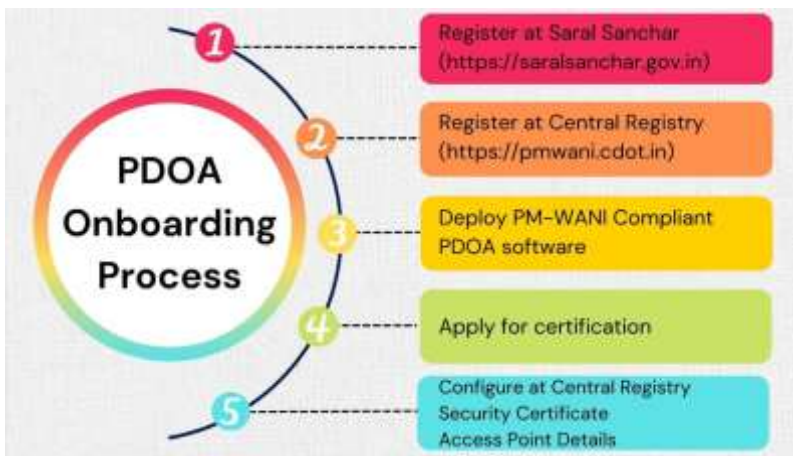 PDOA
Onboarding
Process
1
Register at Saral Sanchar
(https://saralsanchar.gov.in)
2
Register at Central Registry
(https://pmwani.cdot.in)
3
Deploy PM-WANI Compliant
PDOA software
4
Apply for certification
5
Configure at Central Registry
Security Certificate
Access Point Details